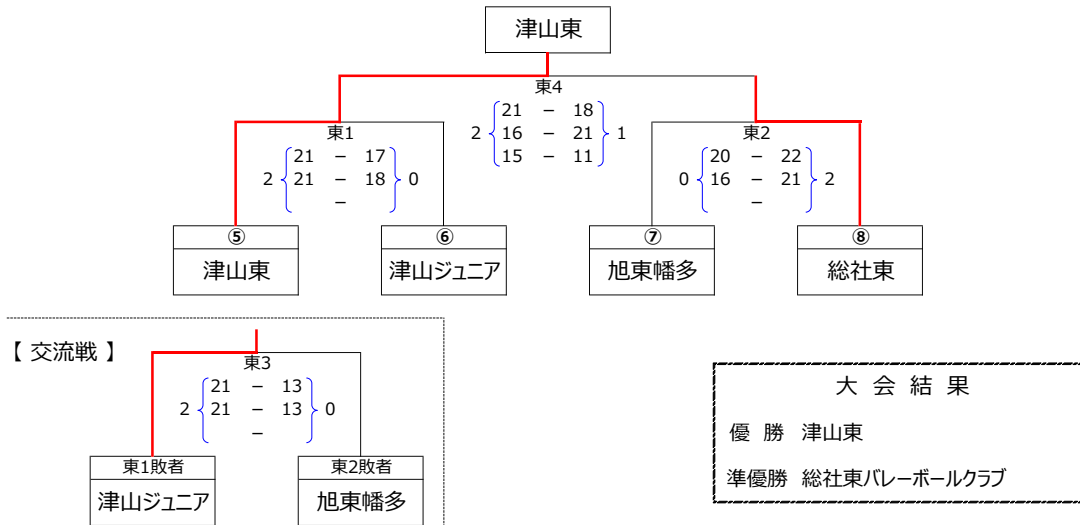 津山東
東4
21 － 18
2 16 － 21 1
15 － 11
東1
21 － 17
2 21 － 18 0
－
東2
20 － 22
0 16 － 21 2
－
⑤ ⑥ ⑦ ⑧
津山東 津山ジュニア 旭東幡多 総社東
【 交流戦 】
東3
21 － 13
2 21 － 13 0
－
東1敗者 東2敗者
津山ジュニア 旭東幡多
大 会 結 果
優 勝 津山東
準優勝 総社東バレーボールクラブ